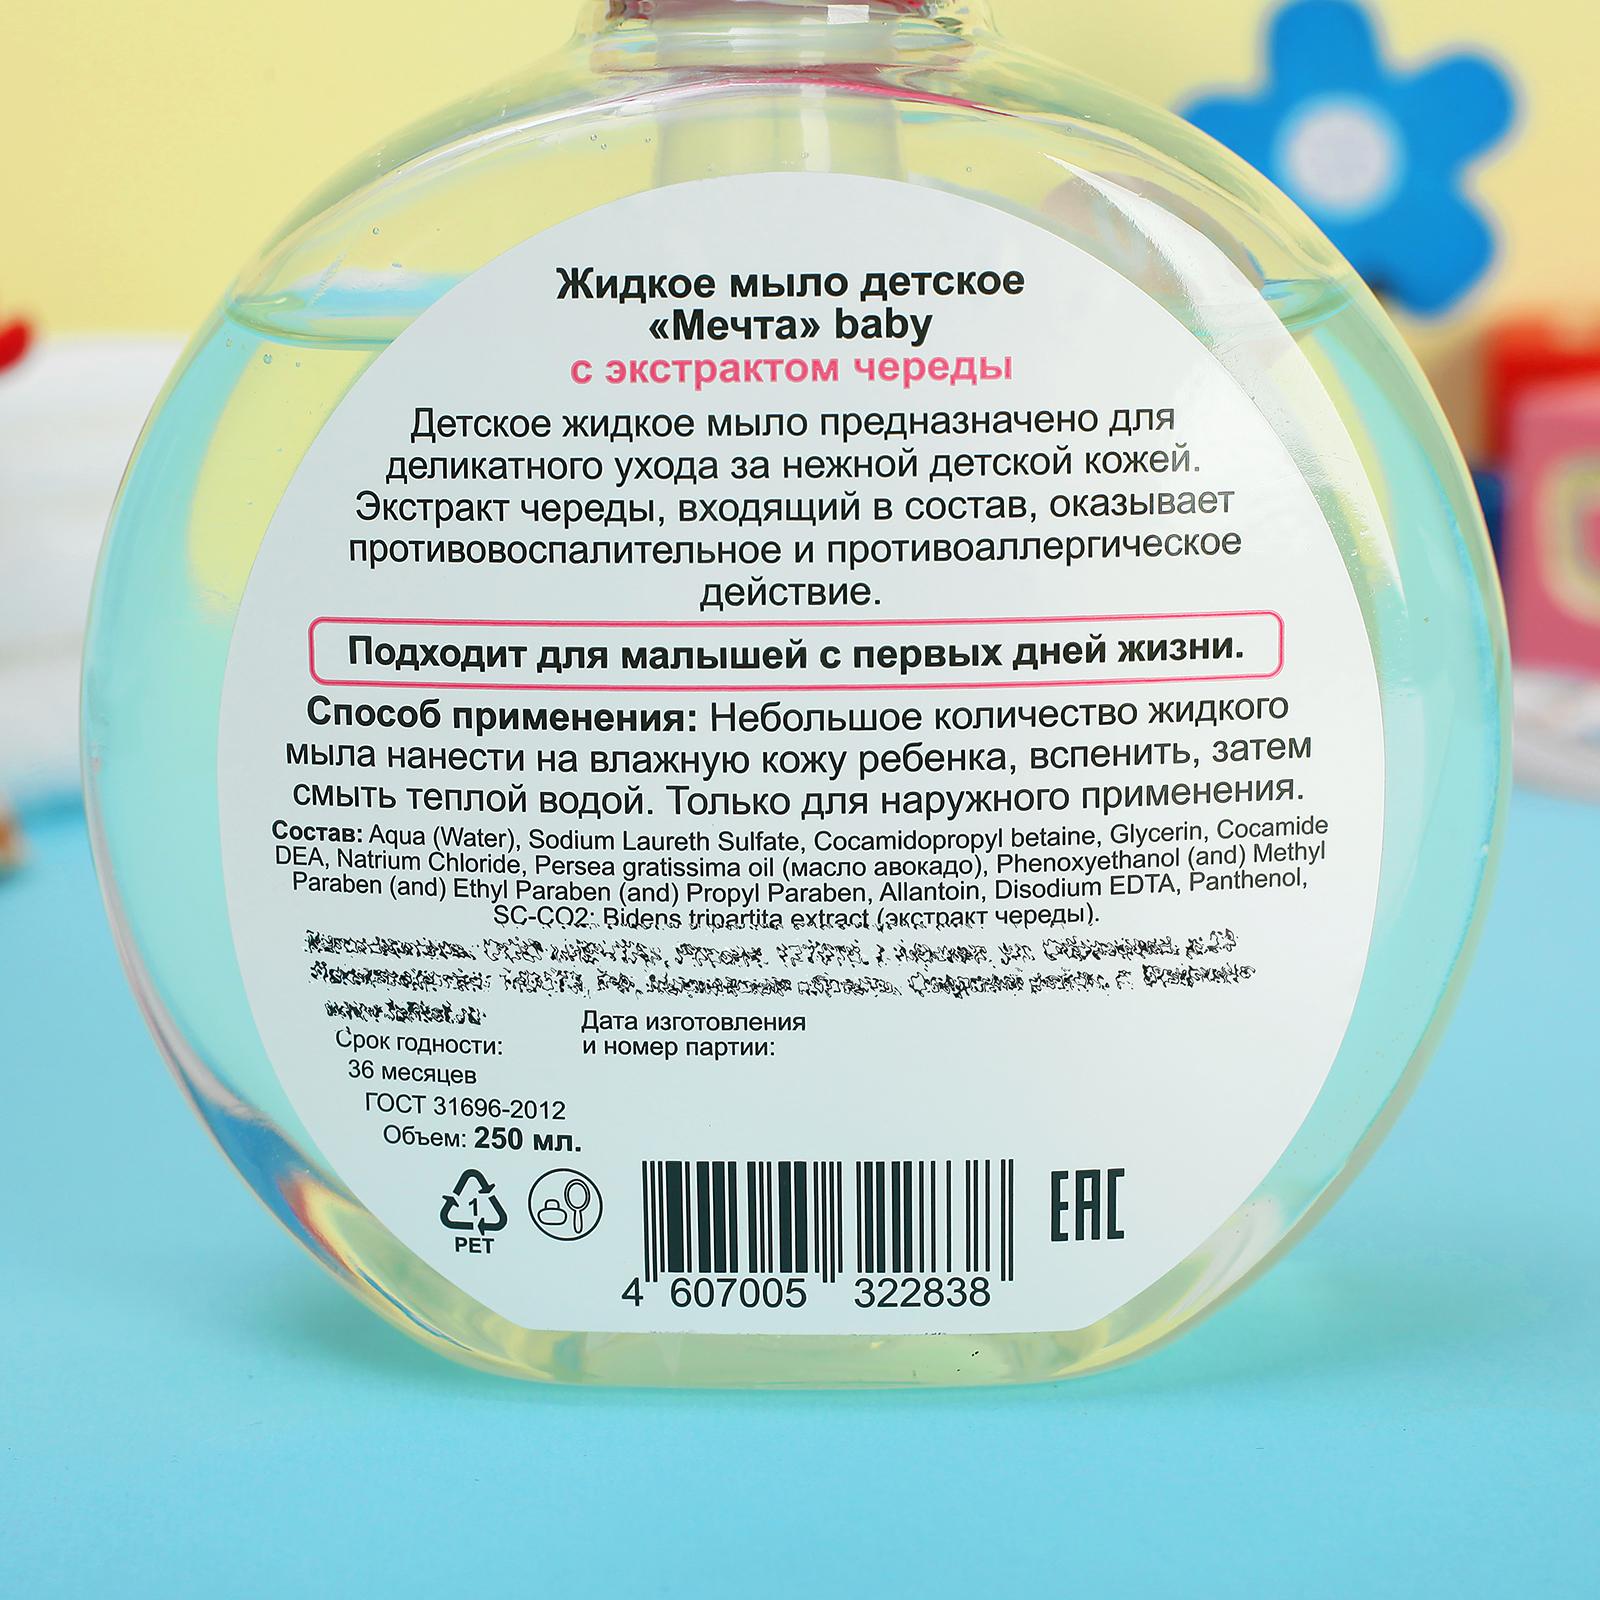 Жидкое мыло детское
«Мечта» baby
с экстрактом череды
Детское жидкое мыло предназначено для
деликатного ухода за нежной детской кожей.
Экстракт череды, входящий в состав, оказывает
противовоспалительное и противоаллергическое
действие.
Подходит для малышей с первых дней жизни.
Способ применения: Небольшое количество жидкого
мыла нанести на влажную кожу ребенка, вспенить, затем
смыть теплой водой. Только для наружного применения.
Состав: Aqua (Water), Sodium Laureth Sulfate, Cocamidopropyl betaine, Glycerin, Cocamide
DEA, Natrium Chloride, Persea gratissima oil (масло авокадо), Phenoxyethanol (and) Methyl
Paraben (and) Ethyl Paraben (and) Propyl Paraben, Allantoin, Disodium EDTA, Panthenol,
SC-CO2: Bidens tripartita extract (экстракт череды).
Срок годности:
36 месяцев
Дата изготовления
и номер партии:
ГОСТ 31696-2012
Объем: 250 мл.
1
PET
4 607005 322838
EAC